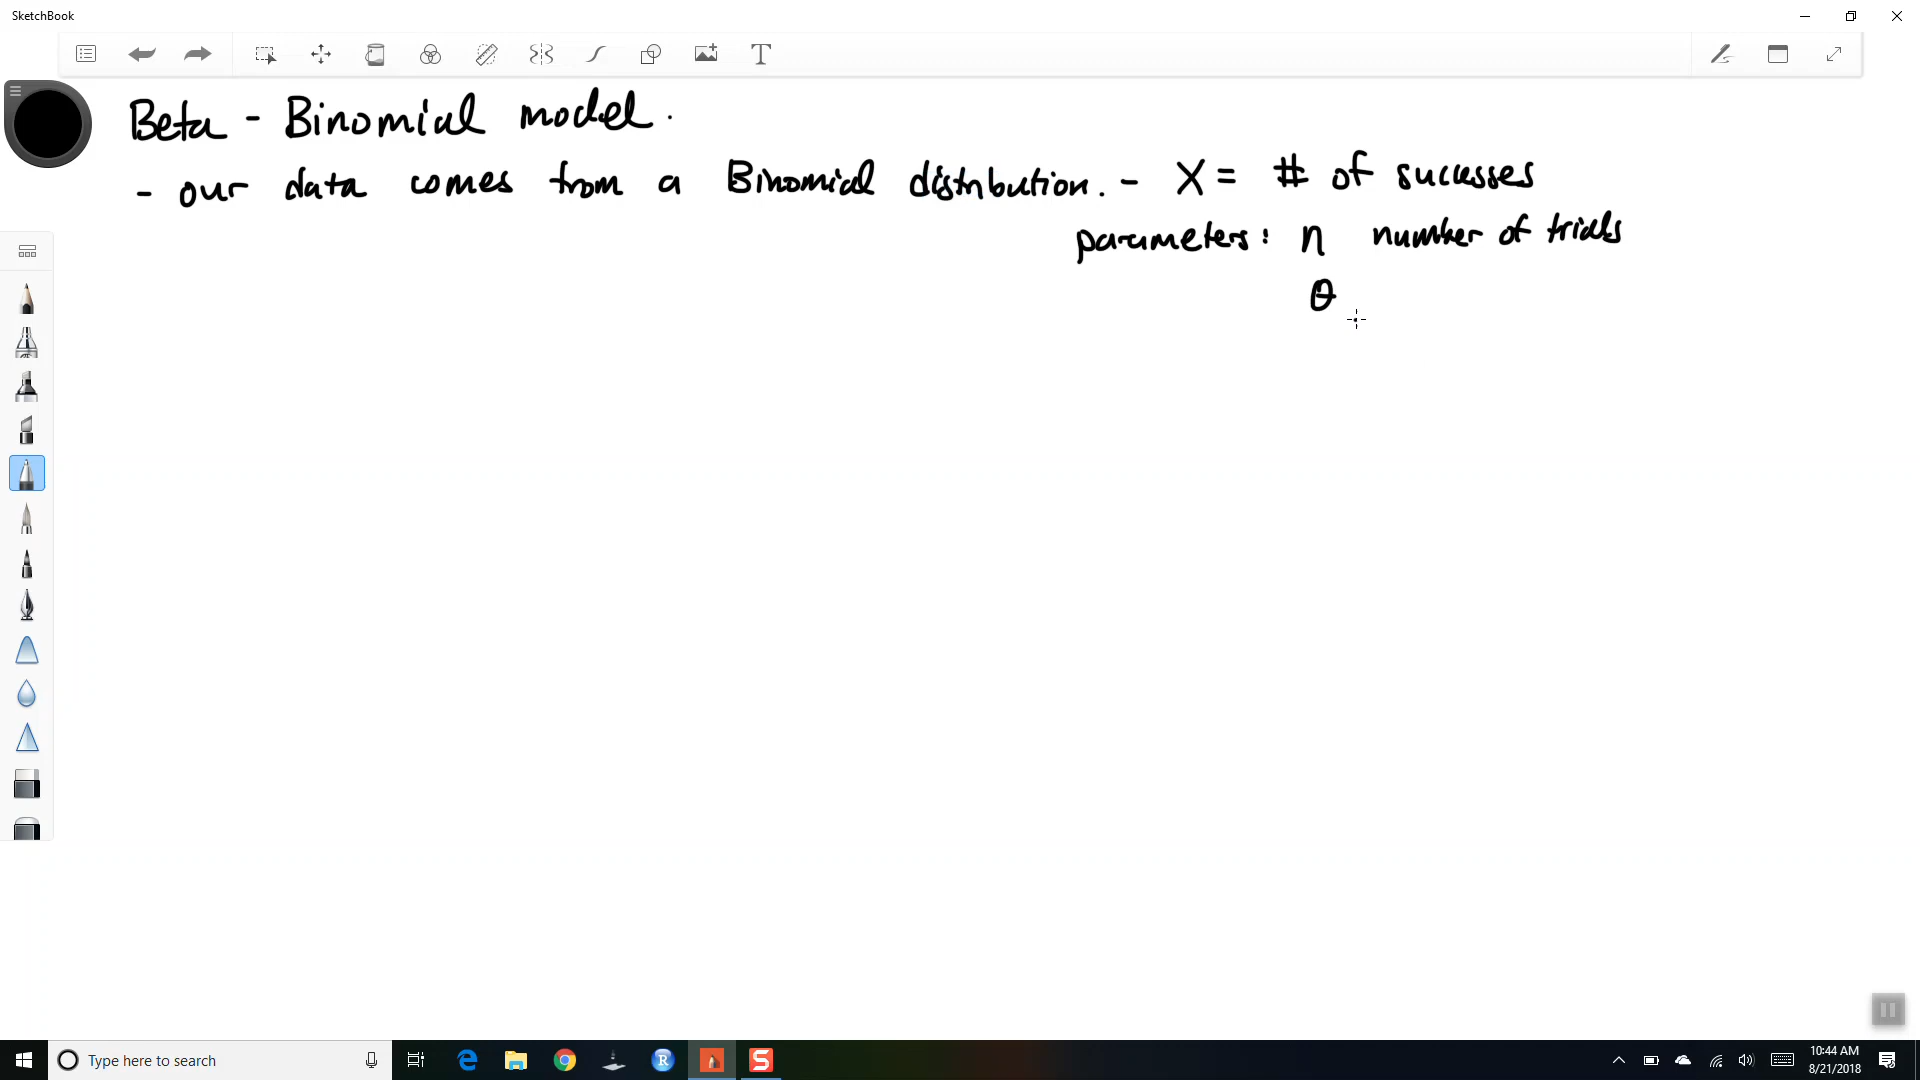 SketchBook
T
Beta - Binomial model.
- our data comes from a Binomial distribution. - X = # of successes
parameters: n number of trials
θ
Type here to search
R
S
10:44 AM
8/21/2018